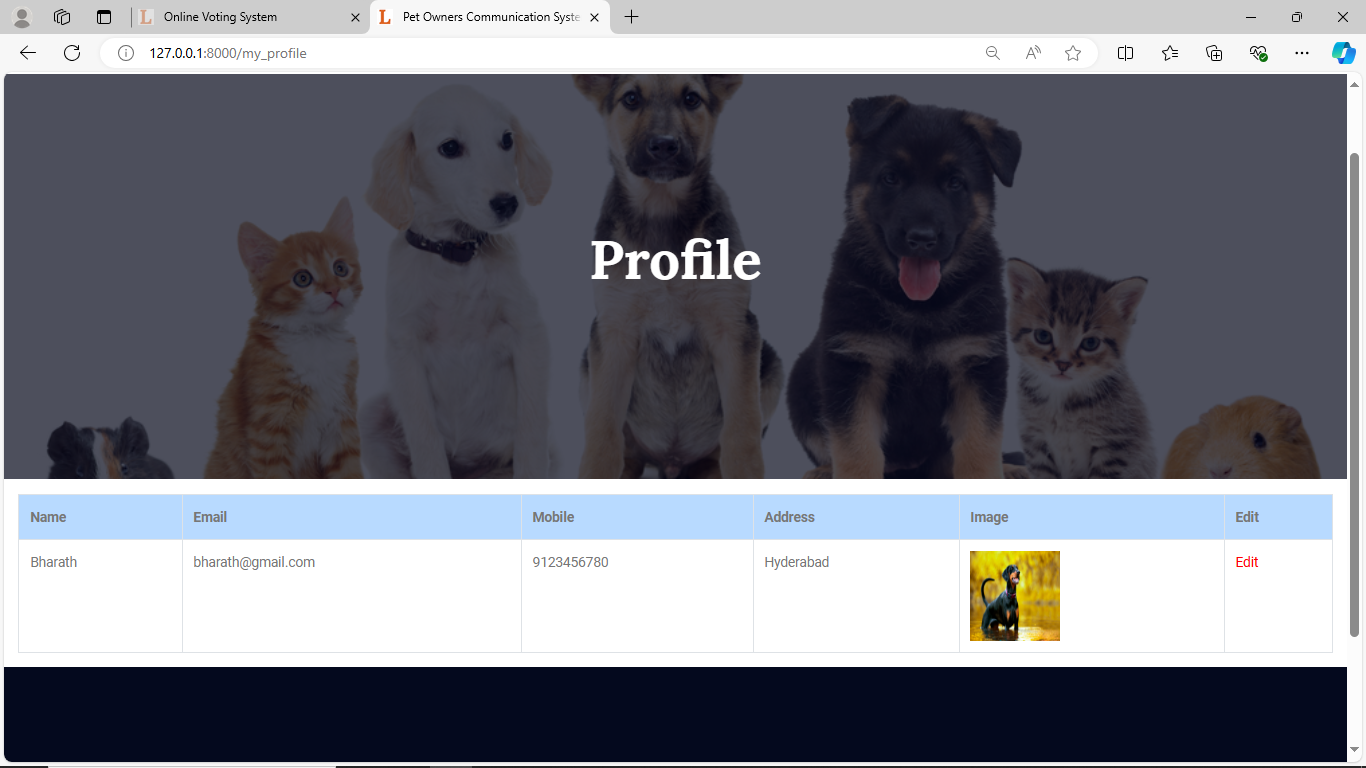 Online Voting System
Pet Owners Communication Syste
127.0.0.1:8000/my_profile
Profile
Name Email Mobile Address Image Edit
Bharath bharath@gmail.com 9123456780 Hyderabad Edit